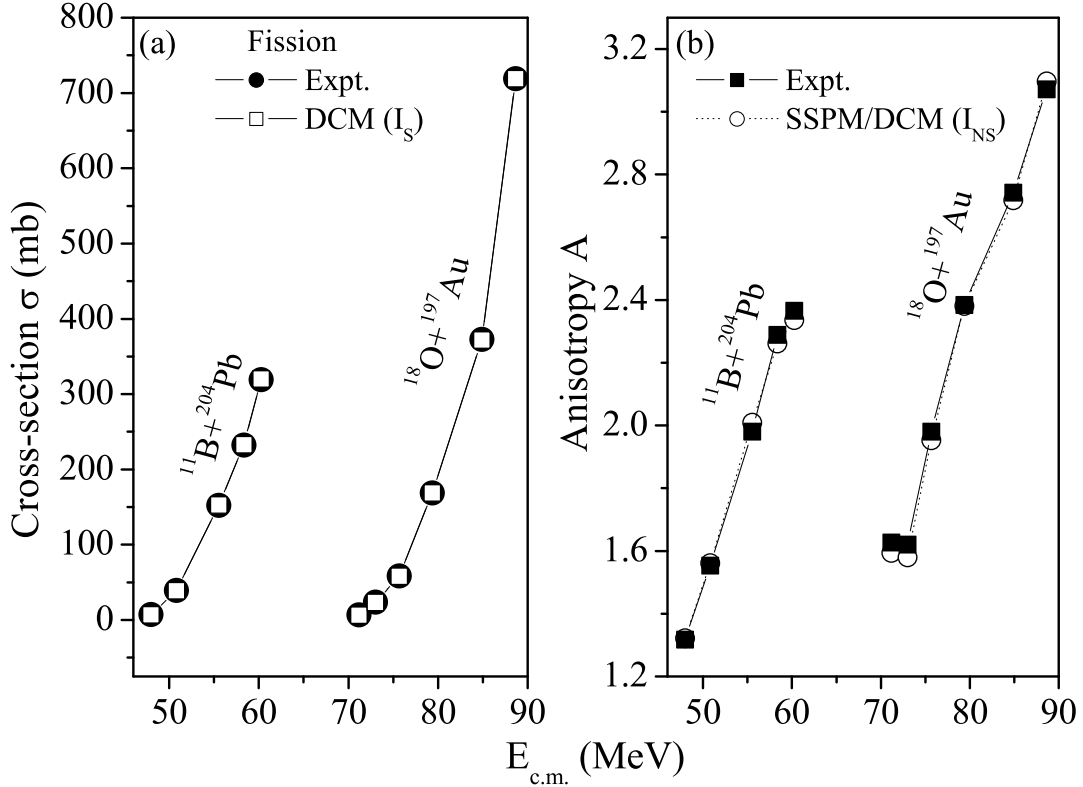 (a)
Fission
Expt.
DCM (I_S)
800
700
600
500
400
300
200
100
0
Cross-section σ (mb)
¹¹B+²⁰⁴Pb
¹⁸O+¹⁹⁷Au
50
60
70
80
90
(b)
Expt.
SSPM/DCM (I_NS)
3.2
2.8
2.4
2.0
1.6
1.2
Anisotropy A
¹¹B+²⁰⁴Pb
¹⁸O+¹⁹⁷Au
50
60
70
80
90
E_c.m. (MeV)